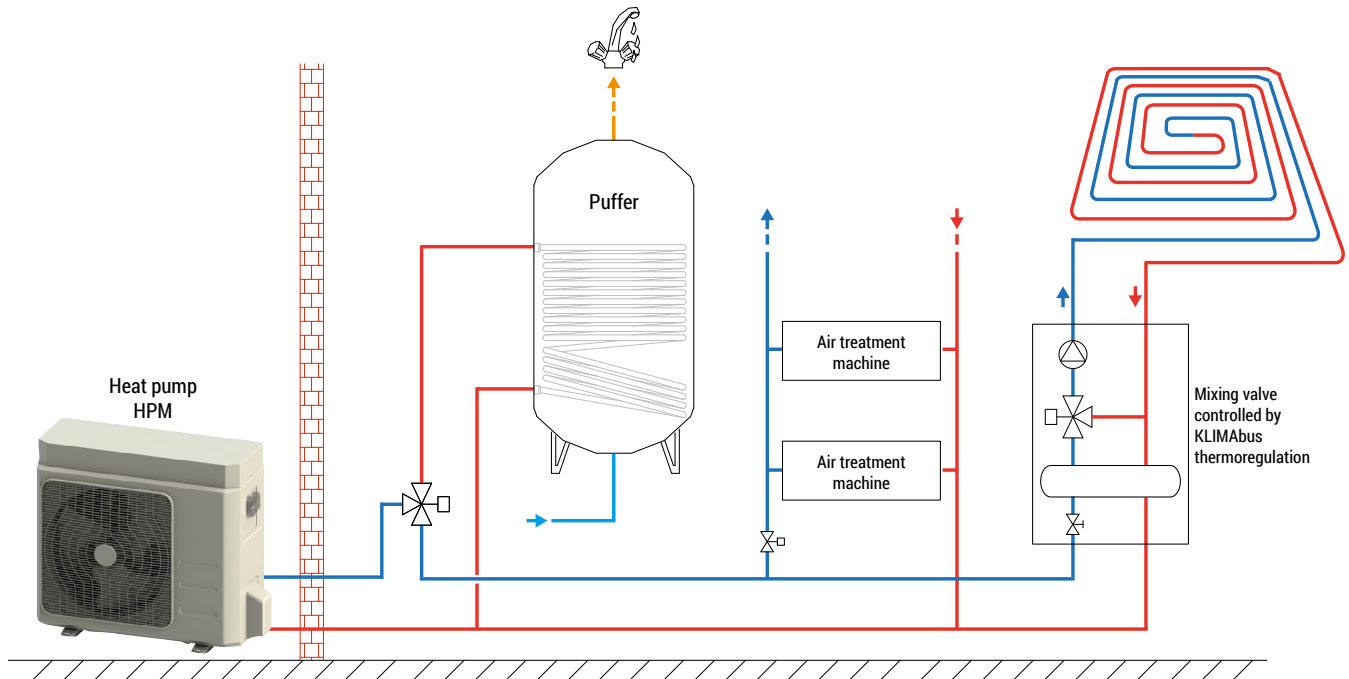 Puffer
Air treatment
machine
Air treatment
machine
Heat pump
HPM
Mixing valve
controlled by
KLIMAbus
thermoregulation